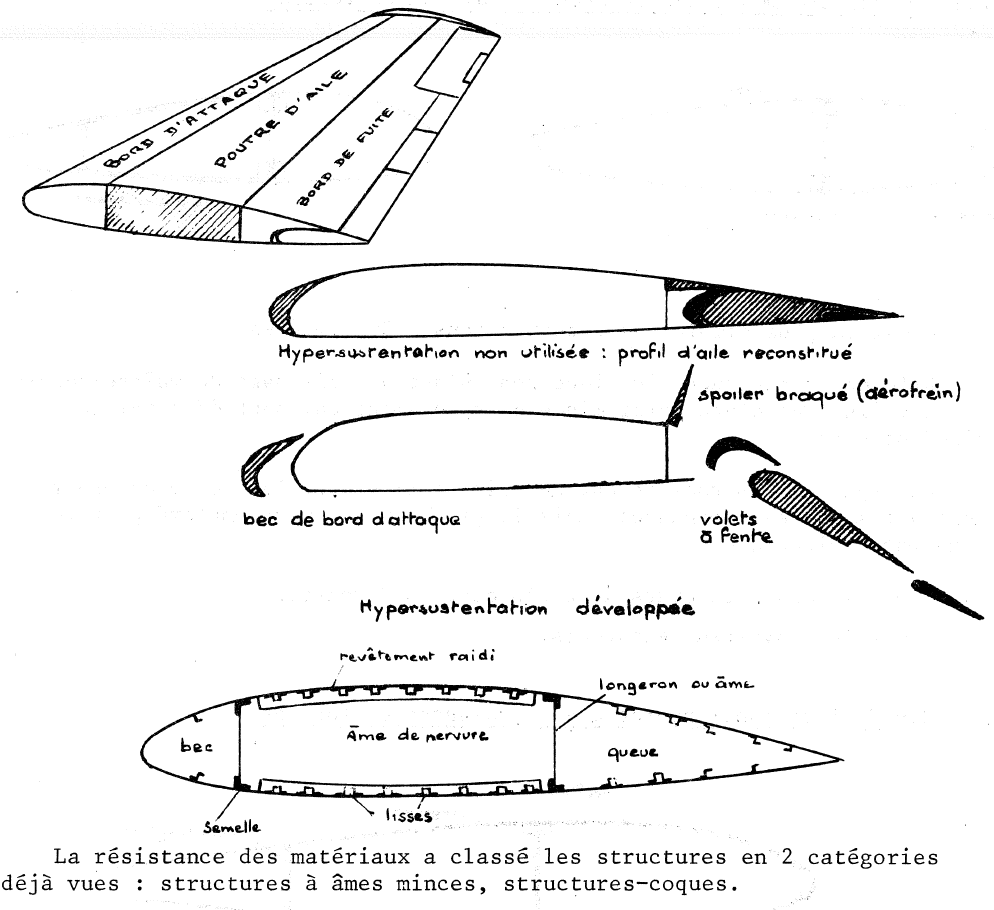 BORD D'ATTAQUE
POUTRE D'AILE
BORD DE FUITE
Hypersustentation non utilisée : profil d'aile reconstitué
spoiler braqué (aérofrein)
bec de bord d'attaque
volets
à fente
Hypersustentation développée
revêtement raidi
longeron ou âme
bec
Âme de nervure
queue
semelle
lisses
La résistance des matériaux a classé les structures en 2 catégories
déjà vues : structures à âmes minces, structures-coques.